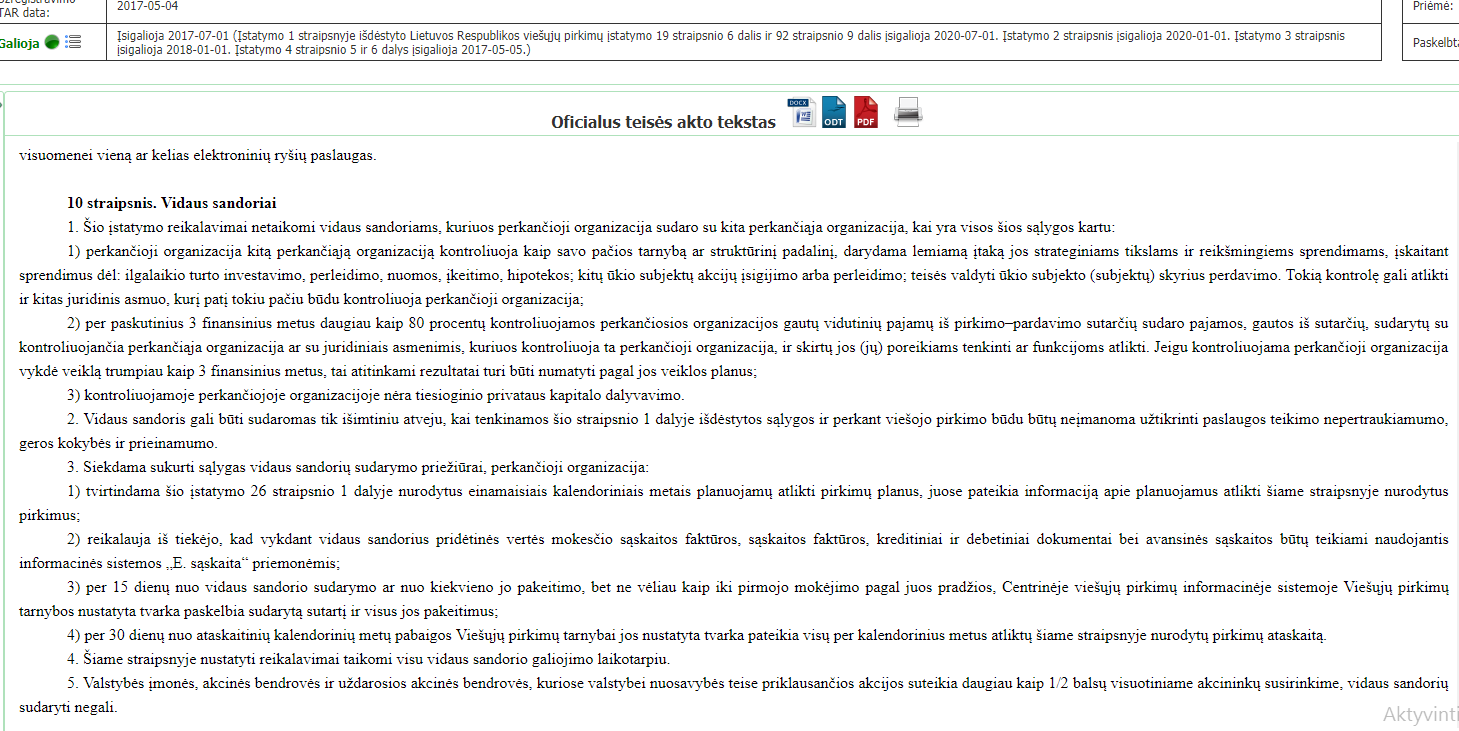 TAR data:
2017-05-04
Priėmė:
Galioja
Įsigalioja 2017-07-01 (Įstatymo 1 straipsnyje išdėstyto Lietuvos Respublikos viešųjų pirkimų įstatymo 19 straipsnio 6 dalis ir 92 straipsnio 9 dalis įsigalioja 2020-07-01. Įstatymo 2 straipsnis įsigalioja 2020-01-01. Įstatymo 3 straipsnis
įsigalioja 2018-01-01. Įstatymo 4 straipsnio 5 ir 6 dalys įsigalioja 2017-05-05.)
Paskelbta
Oficialus teisės akto tekstas
DOCX
ODT
PDF
visuomenei vieną ar kelias elektroninių ryšių paslaugas.
10 straipsnis. Vidaus sandoriai
1. Šio įstatymo reikalavimai netaikomi vidaus sandoriams, kuriuos perkančioji organizacija sudaro su kita perkančiąja organizacija, kai yra visos šios sąlygos kartu:
1) perkančioji organizacija kitą perkančiąją organizaciją kontroliuoja kaip savo pačios tarnybą ar struktūrinį padalinį, darydama lemiamą įtaką jos strateginiams tikslams ir reikšmingiems sprendimams, įskaitant
sprendimus dėl: ilgalaikio turto investavimo, perleidimo, nuomos, įkeitimo, hipotekos; kitų ūkio subjektų akcijų įsigijimo arba perleidimo; teisės valdyti ūkio subjekto (subjektų) skyrius perdavimo. Tokią kontrolę gali atlikti
ir kitas juridinis asmuo, kurį patį tokiu pačiu būdu kontroliuoja perkančioji organizacija;
2) per paskutinius 3 finansinius metus daugiau kaip 80 procentų kontroliuojamos perkančiosios organizacijos gautų vidutinių pajamų iš pirkimo–pardavimo sutarčių sudaro pajamos, gautos iš sutarčių, sudarytų su
kontroliuojančia perkančiąja organizacija ar su juridiniais asmenimis, kuriuos kontroliuoja ta perkančioji organizacija, ir skirtų jos (jų) poreikiams tenkinti ar funkcijoms atlikti. Jeigu kontroliuojama perkančioji organizacija
vykdė veiklą trumpiau kaip 3 finansinius metus, tai atitinkami rezultatai turi būti numatyti pagal jos veiklos planus;
3) kontroliuojamoje perkančiojoje organizacijoje nėra tiesioginio privataus kapitalo dalyvavimo.
2. Vidaus sandoris gali būti sudaromas tik išimtiniu atveju, kai tenkinamos šio straipsnio 1 dalyje išdėstytos sąlygos ir perkant viešojo pirkimo būdu būtų neįmanoma užtikrinti paslaugos teikimo nepertraukiamumo,
geros kokybės ir prieinamumo.
3. Siekdama sukurti sąlygas vidaus sandorių sudarymo priežiūrai, perkančioji organizacija:
1) tvirtindama šio įstatymo 26 straipsnio 1 dalyje nurodytus einamaisiais kalendoriniais metais planuojamų atlikti pirkimų planus, juose pateikia informaciją apie planuojamus atlikti šiame straipsnyje nurodytus
pirkimus;
2) reikalauja iš tiekėjo, kad vykdant vidaus sandorius pridėtinės vertės mokesčio sąskaitos faktūros, sąskaitos faktūros, kreditiniai ir debetiniai dokumentai bei avansinės sąskaitos būtų teikiami naudojantis
informacinės sistemos „E. sąskaita“ priemonėmis;
3) per 15 dienų nuo vidaus sandorio sudarymo ar nuo kiekvieno jo pakeitimo, bet ne vėliau kaip iki pirmojo mokėjimo pagal juos pradžios, Centrinėje viešųjų pirkimų informacinėje sistemoje Viešųjų pirkimų
tarnybos nustatyta tvarka paskelbia sudarytą sutartį ir visus jos pakeitimus;
4) per 30 dienų nuo ataskaitinių kalendorinių metų pabaigos Viešųjų pirkimų tarnybai jos nustatyta tvarka pateikia visų per kalendorinius metus atliktų šiame straipsnyje nurodytų pirkimų ataskaitą.
4. Šiame straipsnyje nustatyti reikalavimai taikomi visu vidaus sandorio galiojimo laikotarpiu.
5. Valstybės įmonės, akcinės bendrovės ir uždarosios akcinės bendrovės, kuriose valstybei nuosavybės teise priklausančios akcijos suteikia daugiau kaip 1/2 balsų visuotiniame akcininkų susirinkime, vidaus sandorių
sudaryti negali.
Aktyvinti